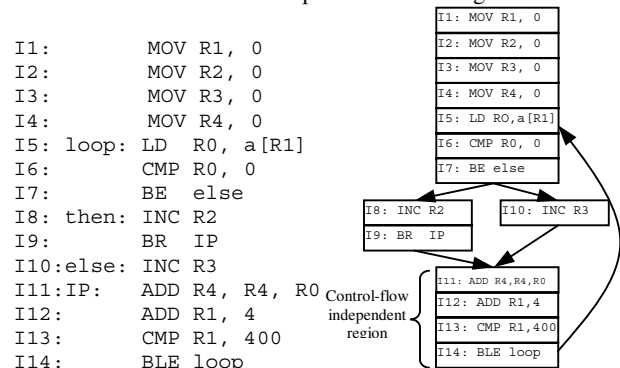 I1: MOV R1, 0
I2: MOV R2, 0
I3: MOV R3, 0
I4: MOV R4, 0
I5: loop: LD R0, a[R1]
I6: CMP R0, 0
I7: BE else
I8: then: INC R2
I9: BR IP
I10:else: INC R3
I11:IP: ADD R4, R4, R0
I12: ADD R1, 4
I13: CMP R1, 400
I14: BLE loop
I1: MOV R1, 0
I2: MOV R2, 0
I3: MOV R3, 0
I4: MOV R4, 0
I5: LD RO,a[R1]
I6: CMP R0, 0
I7: BE else
I8: INC R2
I9: BR IP
I10: INC R3
Control-flow
independent
region
I11: ADD R4,R4,R0
I12: ADD R1,4
I13: CMP R1,400
I14: BLE loop